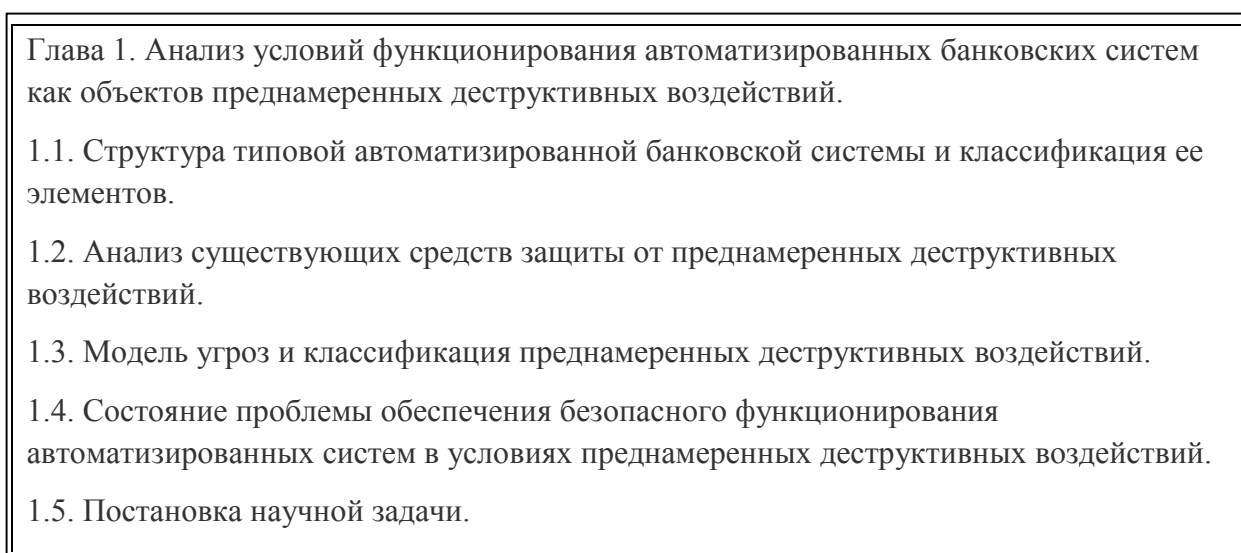 Глава 1. Анализ условий функционирования автоматизированных банковских систем
как объектов преднамеренных деструктивных воздействий.
1.1. Структура типовой автоматизированной банковской системы и классификация ее
элементов.
1.2. Анализ существующих средств защиты от преднамеренных деструктивных
воздействий.
1.3. Модель угроз и классификация преднамеренных деструктивных воздействий.
1.4. Состояние проблемы обеспечения безопасного функционирования
автоматизированных систем в условиях преднамеренных деструктивных воздействий.
1.5. Постановка научной задачи.